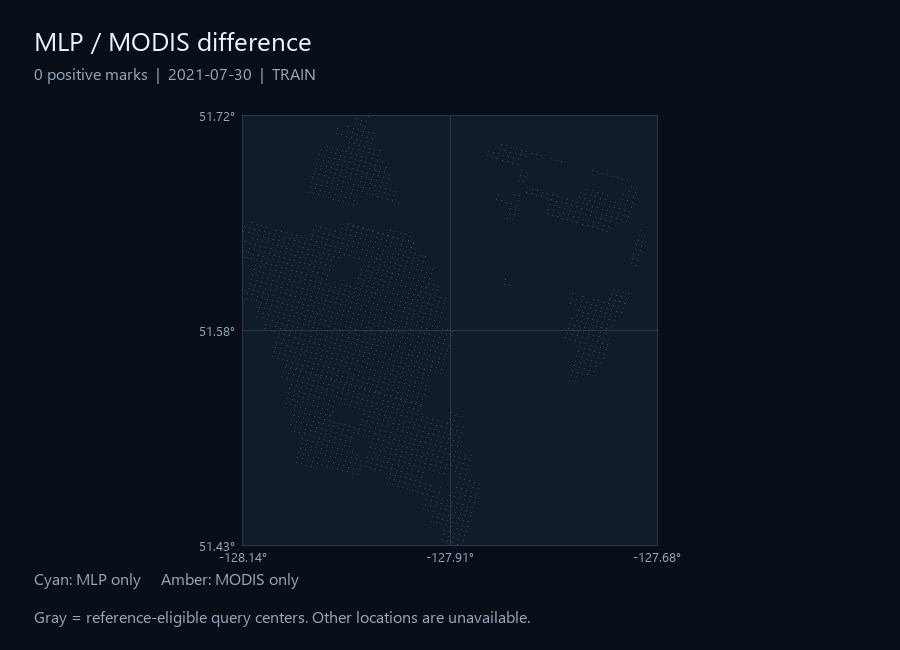 MLP / MODIS difference
0 positive marks | 2021-07-30 | TRAIN
51.72°
51.58°
51.43°
-128.14° -127.91° -127.68°
Cyan: MLP only Amber: MODIS only
Gray = reference-eligible query centers. Other locations are unavailable.